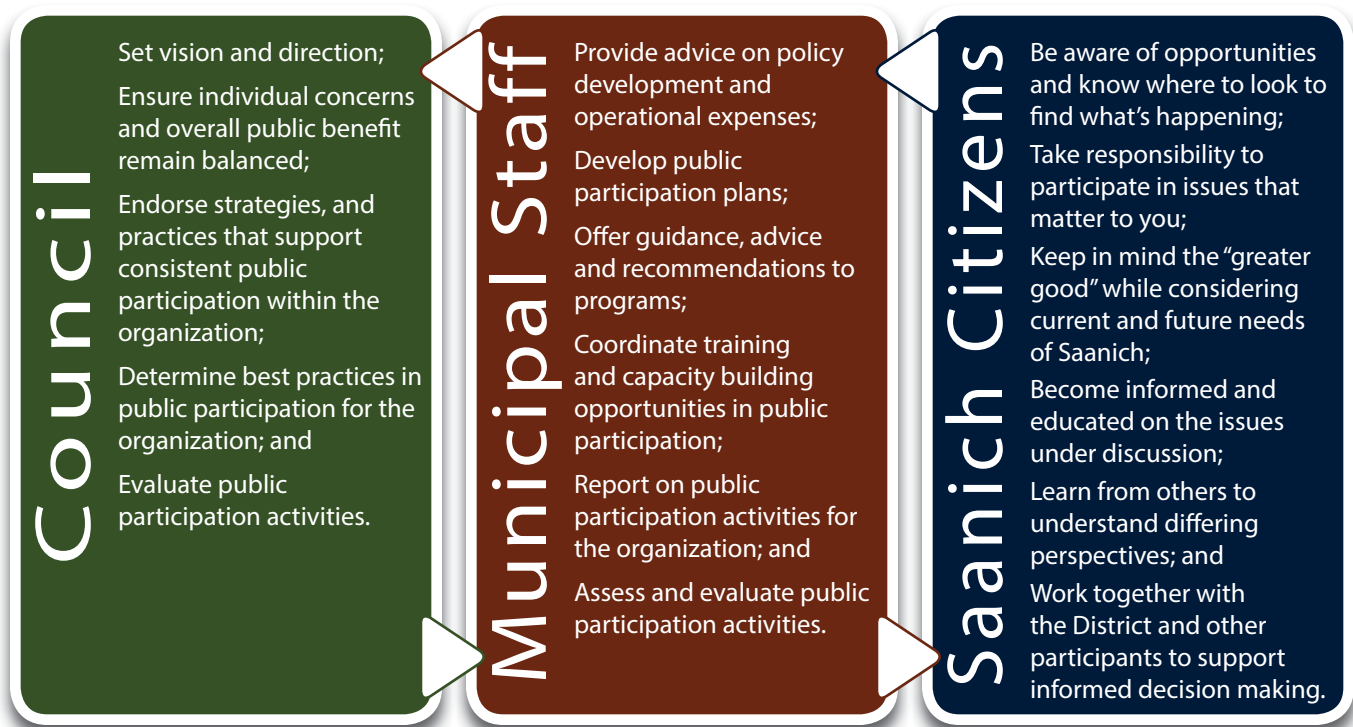 Council
Set vision and direction;
Ensure individual concerns
and overall public benefit
remain balanced;
Endorse strategies, and
practices that support
consistent public
participation within the
organization;
Determine best practices in
public participation for the
organization; and
Evaluate public
participation activities.
Municipal Staff
Provide advice on policy
development and
operational expenses;
Develop public
participation plans;
Offer guidance, advice
and recommendations to
programs;
Coordinate training
and capacity building
opportunities in public
participation;
Report on public
participation activities for
the organization; and
Assess and evaluate public
participation activities.
Saanich Citizens
Be aware of opportunities
and know where to look to
find what’s happening;
Take responsibility to
participate in issues that
matter to you;
Keep in mind the “greater
good” while considering
current and future needs
of Saanich;
Become informed and
educated on the issues
under discussion;
Learn from others to
understand differing
perspectives; and
Work together with
the District and other
participants to support
informed decision making.